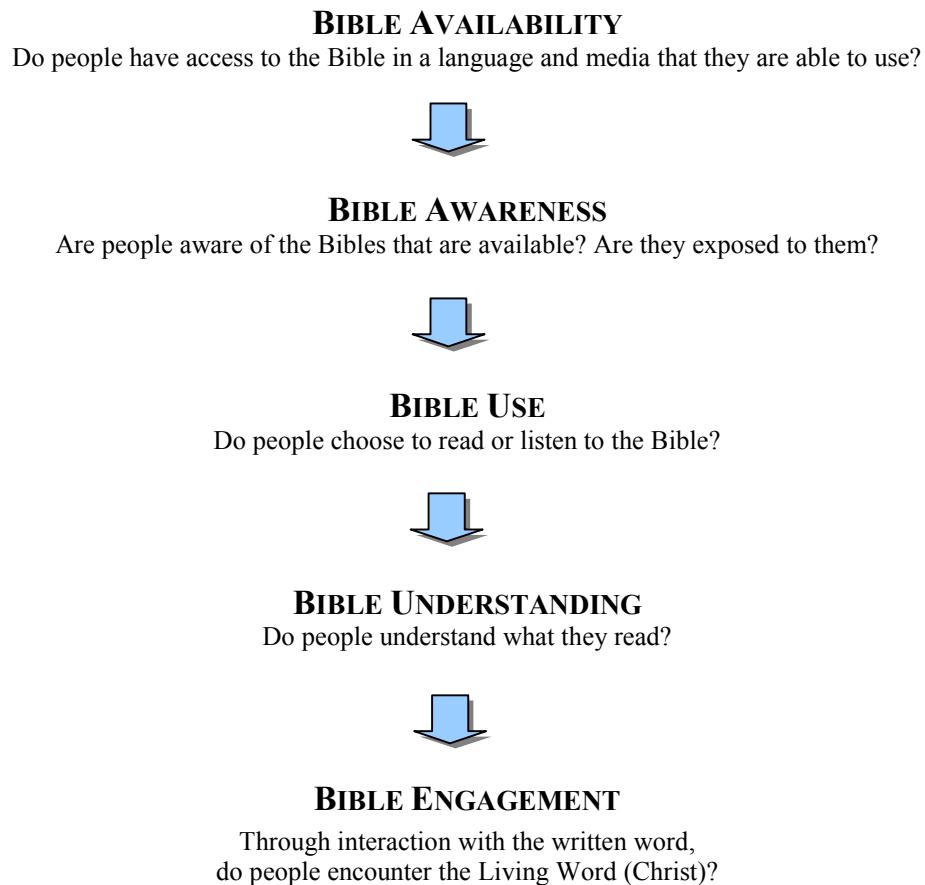 BIBLE AVAILABILITY
Do people have access to the Bible in a language and media that they are able to use?
BIBLE AWARENESS
Are people aware of the Bibles that are available? Are they exposed to them?
BIBLE USE
Do people choose to read or listen to the Bible?
BIBLE UNDERSTANDING
Do people understand what they read?
BIBLE ENGAGEMENT
Through interaction with the written word,
do people encounter the Living Word (Christ)?